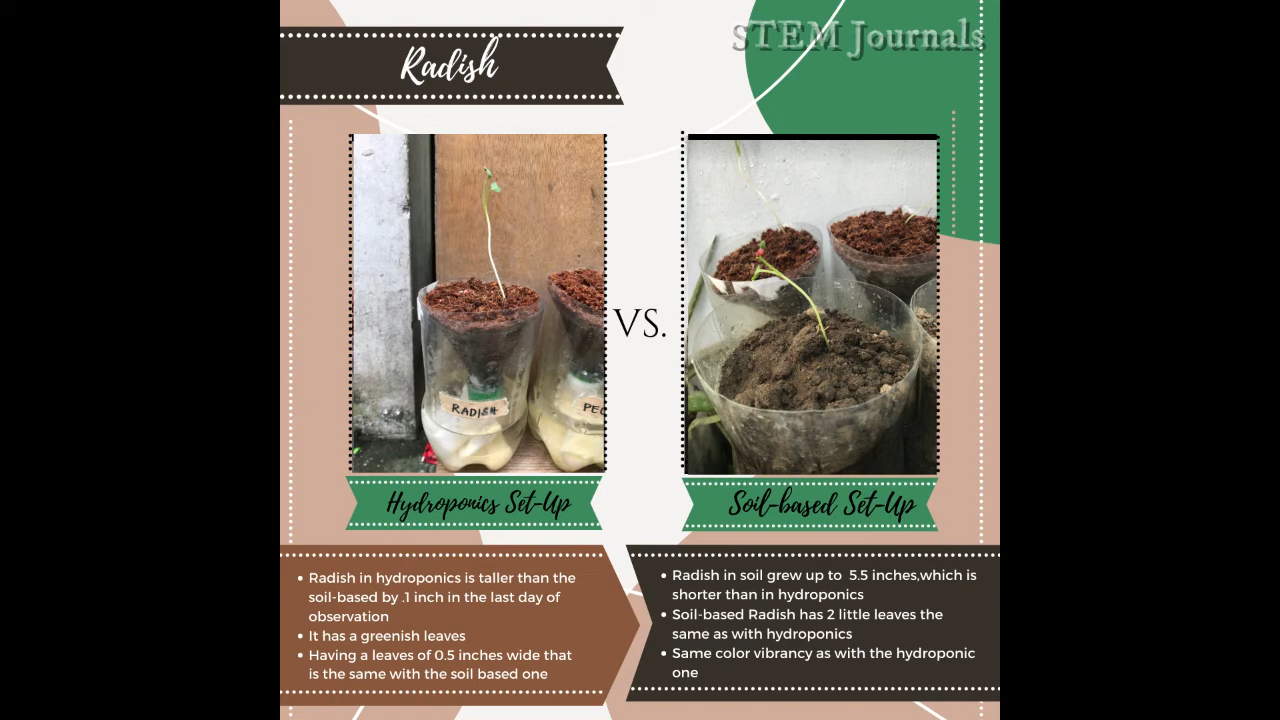 STEM Journals
Radish
VS.
RADISH
PEC
Hydroponics Set-Up
Soil-based Set-Up
• Radish in hydroponics is taller than the
soil-based by .1 inch in the last day of
observation
• It has a greenish leaves
• Having a leaves of 0.5 inches wide that
is the same with the soil based one
• Radish in soil grew up to 5.5 inches,which is
shorter than in hydroponics
• Soil-based Radish has 2 little leaves the
same as with hydroponics
• Same color vibrancy as with the hydroponic
one